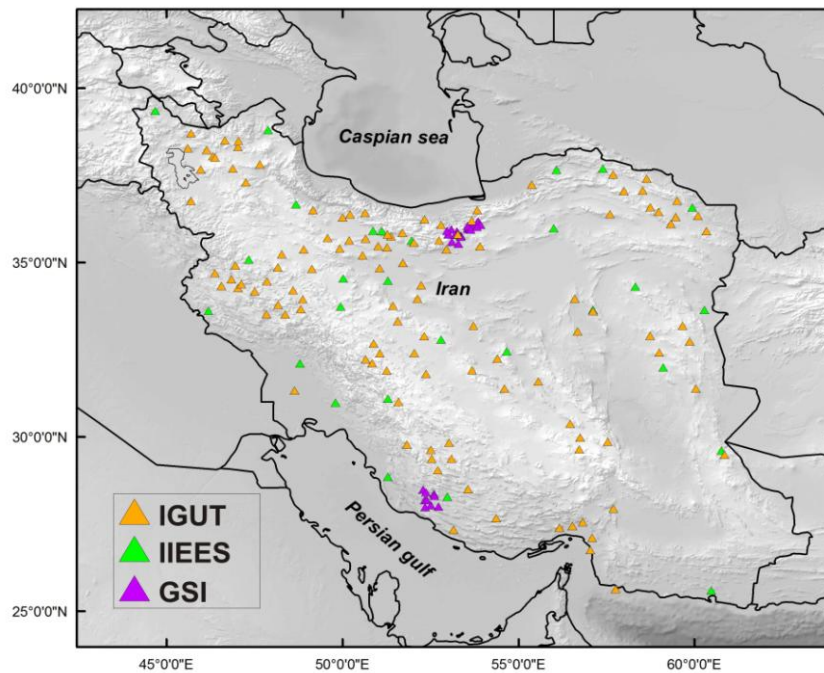 40°0'0"N
Caspian sea
35°0'0"N
Iran
30°0'0"N
IGUT
IIEES
GSI
Persian gulf
25°0'0"N
45°0'0"E
50°0'0"E
55°0'0"E
60°0'0"E